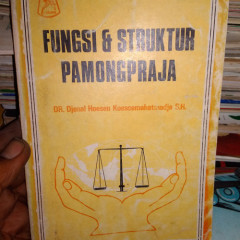 FUNGSI & STRUKTUR
PAMONGPRAJA
DR. Djenal Hoesen Koesoemahatmadja S.H.